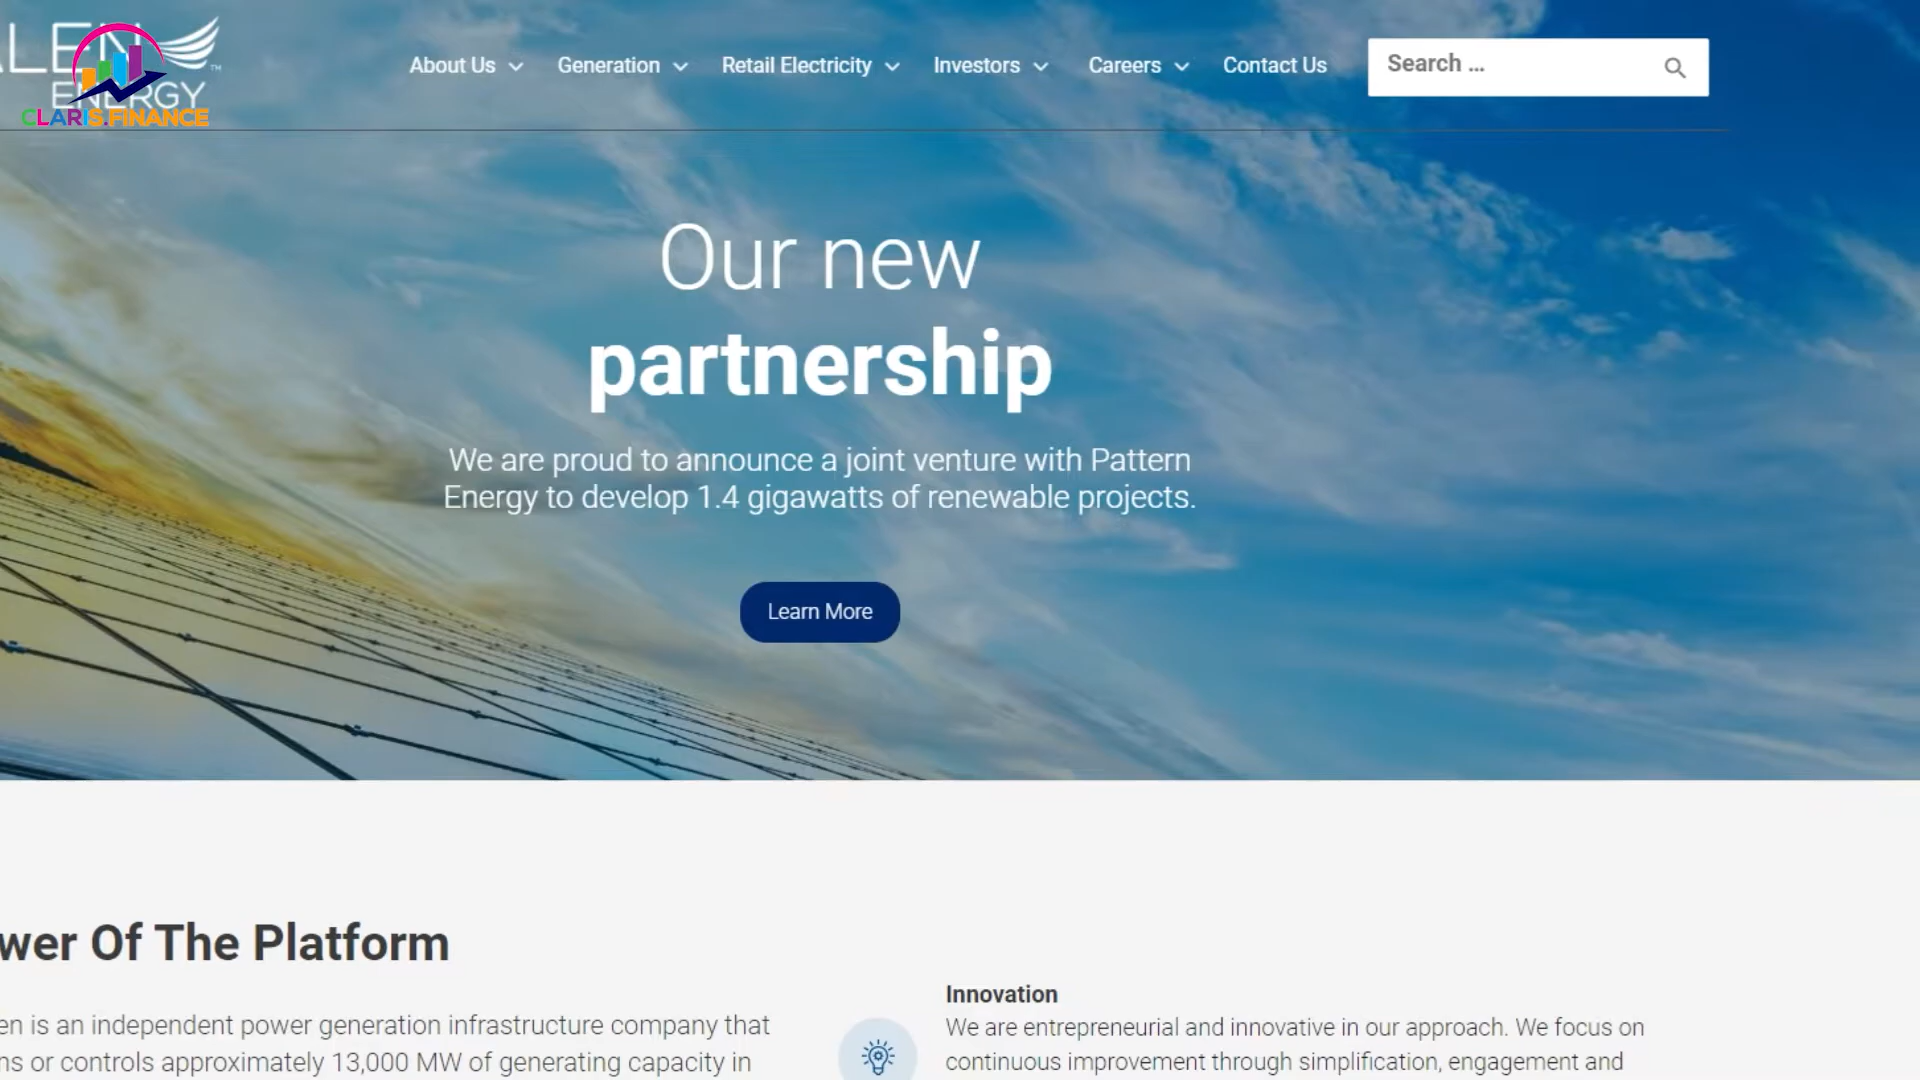 LEN
ENERGY
TM
CLARIS.FINANCE
About Us
Generation
Retail Electricity
Investors
Careers
Contact Us
Search ...
Our new
partnership
We are proud to announce a joint venture with Pattern
Energy to develop 1.4 gigawatts of renewable projects.
Learn More
wer Of The Platform
en is an independent power generation infrastructure company that
ns or controls approximately 13,000 MW of generating capacity in
Innovation
We are entrepreneurial and innovative in our approach. We focus on
continuous improvement through simplification, engagement and